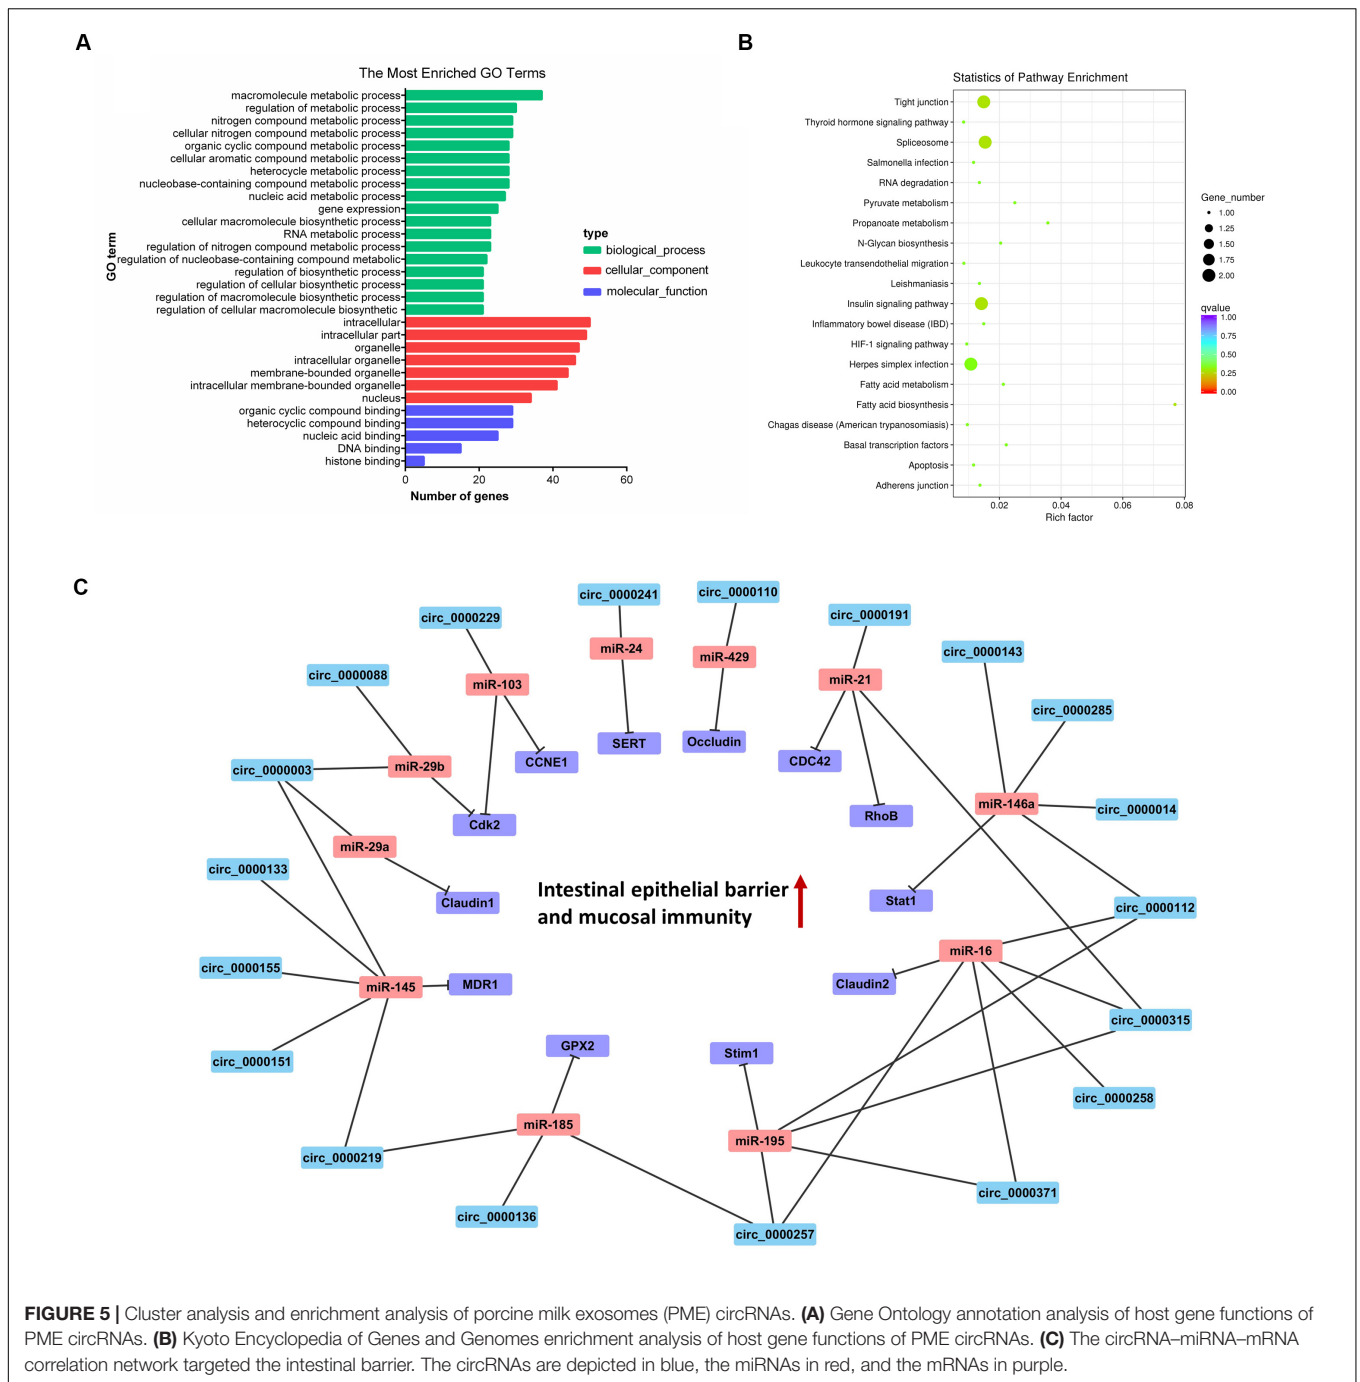 A
The Most Enriched GO Terms
macromolecule metabolic process
regulation of metabolic process
nitrogen compound metabolic process
cellular nitrogen compound metabolic process
organic cyclic compound metabolic process
cellular aromatic compound metabolic process
heterocycle metabolic process
nucleobase-containing compound metabolic process
nucleic acid metabolic process
gene expression
cellular macromolecule biosynthetic process
RNA metabolic process
regulation of nitrogen compound metabolic process
regulation of nucleobase-containing compound metabolic
regulation of biosynthetic process
regulation of cellular biosynthetic process
regulation of macromolecule biosynthetic process
regulation of cellular macromolecule biosynthetic
intracellular
intracellular part
organelle
intracellular organelle
membrane-bounded organelle
intracellular membrane-bounded organelle
nucleus
organic cyclic compound binding
heterocyclic compound binding
nucleic acid binding
DNA binding
histone binding
GO term
0 20 40 60
Number of genes
type
biological_process
cellular_component
molecular_function
B
Statistics of Pathway Enrichment
Tight junction
Thyroid hormone signaling pathway
Spliceosome
Salmonella infection
RNA degradation
Pyruvate metabolism
Propanoate metabolism
N-Glycan biosynthesis
Leukocyte transendothelial migration
Leishmaniasis
Insulin signaling pathway
Inflammatory bowel disease (IBD)
HIF-1 signaling pathway
Herpes simplex infection
Fatty acid metabolism
Fatty acid biosynthesis
Chagas disease (American trypanosomiasis)
Basal transcription factors
Apoptosis
Adherens junction
0.02 0.04 0.06 0.08
Rich factor
Gene_number
1.00
1.25
1.50
1.75
2.00
qvalue
1.00
0.75
0.50
0.25
0.00
C
circ_0000241
circ_0000110
circ_0000229
circ_0000191
miR-24
miR-429
circ_0000143
circ_0000088
miR-103
miR-21
circ_0000285
SERT
Occludin
CCNE1
CDC42
circ_0000003
miR-29b
miR-146a
circ_0000014
Cdk2
RhoB
miR-29a
circ_0000133
Claudin1
Intestinal epithelial barrier
and mucosal immunity
Stat1
circ_0000112
miR-16
circ_0000155
miR-145
MDR1
Claudin2
circ_0000315
circ_0000151
GPX2
Stim1
circ_0000258
miR-185
miR-195
circ_0000219
circ_0000371
circ_0000136
circ_0000257
FIGURE 5 | Cluster analysis and enrichment analysis of porcine milk exosomes (PME) circRNAs. (A) Gene Ontology annotation analysis of host gene functions of
PME circRNAs. (B) Kyoto Encyclopedia of Genes and Genomes enrichment analysis of host gene functions of PME circRNAs. (C) The circRNA–miRNA–mRNA
correlation network targeted the intestinal barrier. The circRNAs are depicted in blue, the miRNAs in red, and the mRNAs in purple.